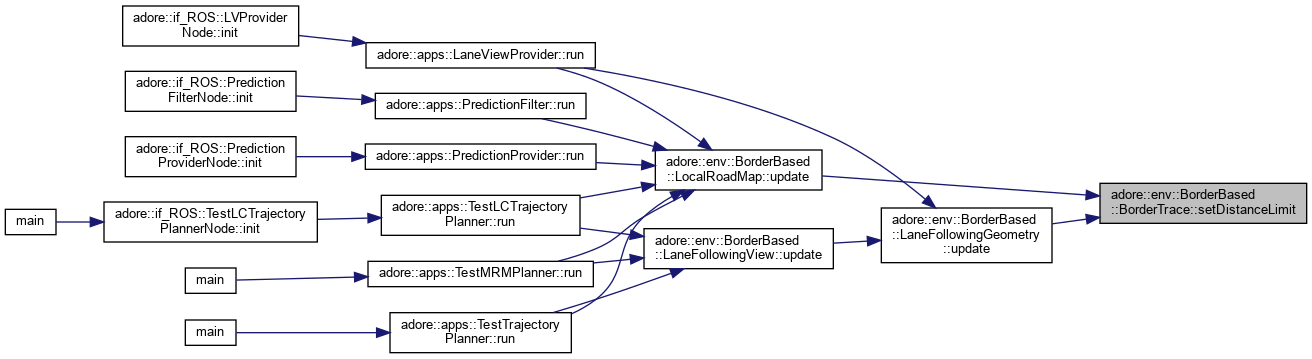 adore::if_ROS::LVProvider
Node::init
adore::apps::LaneViewProvider::run
adore::if_ROS::Prediction
FilterNode::init
adore::apps::PredictionFilter::run
adore::if_ROS::Prediction
ProviderNode::init
adore::apps::PredictionProvider::run
adore::env::BorderBased
::LocalRoadMap::update
adore::env::BorderBased
::BorderTrace::setDistanceLimit
main
adore::if_ROS::TestLCTrajectory
PlannerNode::init
adore::apps::TestLCTrajectory
Planner::run
adore::env::BorderBased
::LaneFollowingGeometry
::update
adore::env::BorderBased
::LaneFollowingView::update
main
adore::apps::TestMRMPlanner::run
main
adore::apps::TestTrajectory
Planner::run